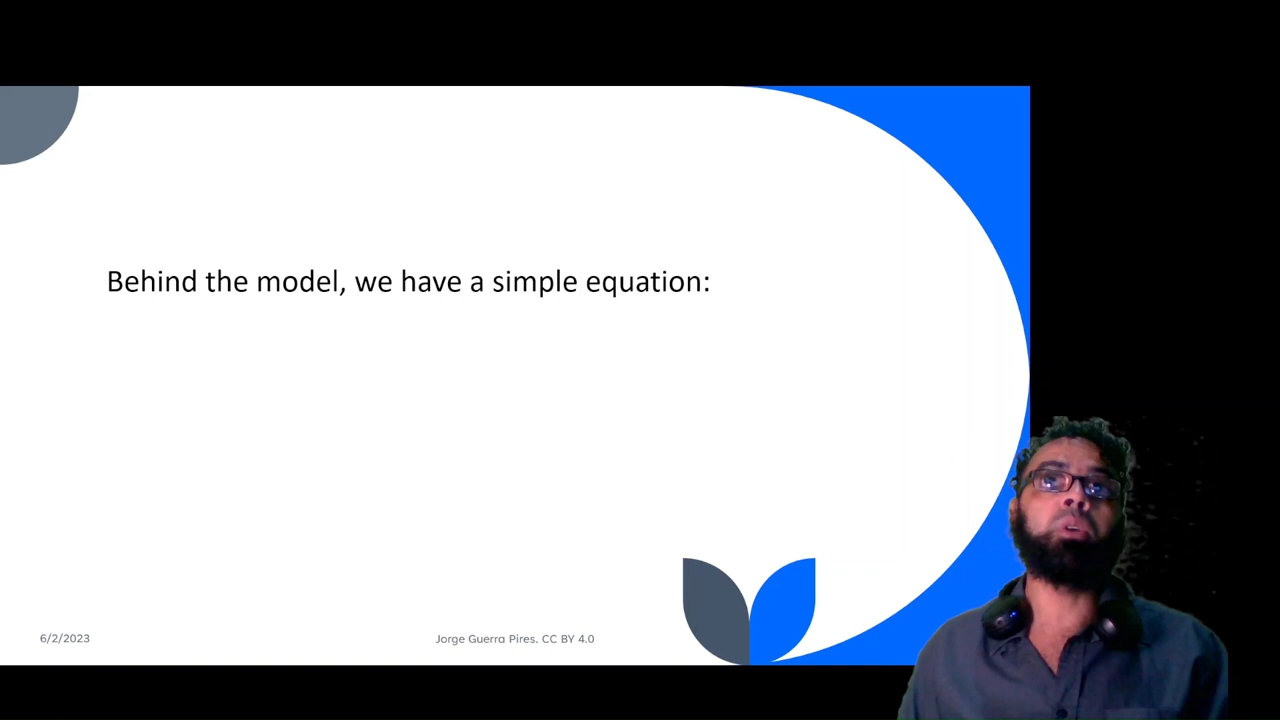 Behind the model, we have a simple equation:
6/2/2023
Jorge Guerra Pires. CC BY 4.0